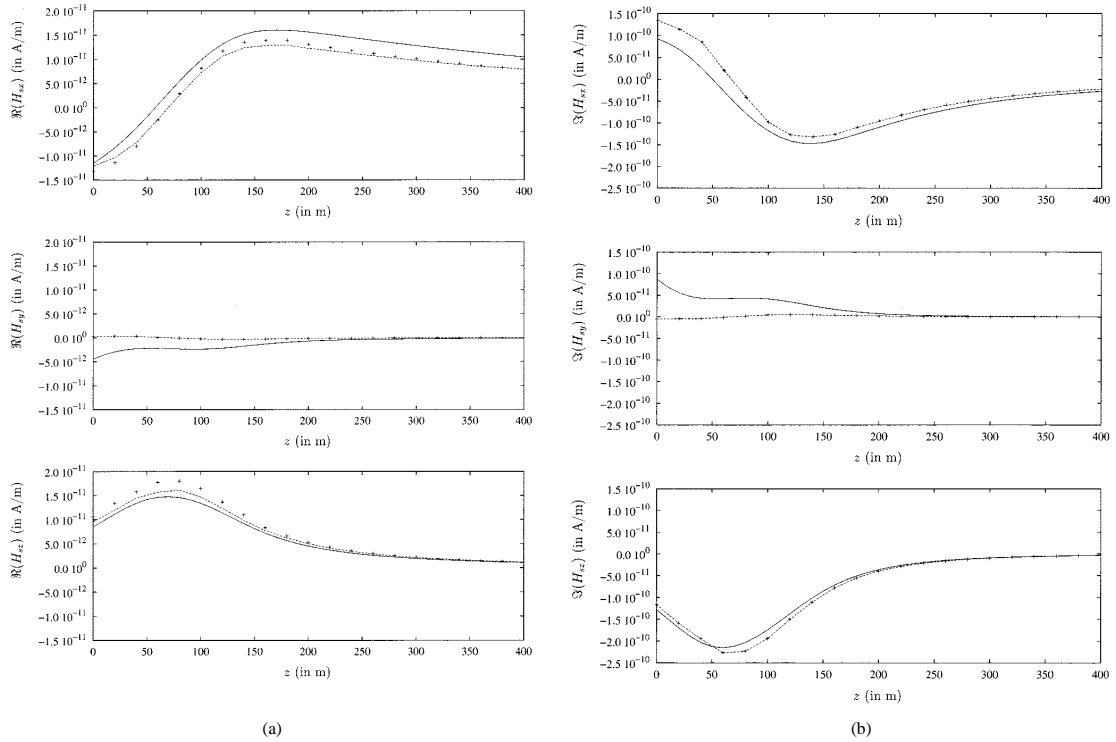 ℜ(H_sx) (in A/m)
2.0 10^-11
1.5 10^-11
1.0 10^-11
5.0 10^-12
0.0 10^0
−5.0 10^-12
−1.0 10^-11
−1.5 10^-11
0 50 100 150 200 250 300 350 400
z (in m)
ℜ(H_sy) (in A/m)
2.0 10^-11
1.5 10^-11
1.0 10^-11
5.0 10^-12
0.0 10^0
−5.0 10^-12
−1.0 10^-11
−1.5 10^-11
0 50 100 150 200 250 300 350 400
z (in m)
ℜ(H_sz) (in A/m)
2.0 10^-11
1.5 10^-11
1.0 10^-11
5.0 10^-12
0.0 10^0
−5.0 10^-12
−1.0 10^-11
−1.5 10^-11
0 50 100 150 200 250 300 350 400
z (in m)
(a)
ℑ(H_sx) (in A/m)
1.5 10^-10
1.0 10^-10
5.0 10^-11
0.0 10^0
−5.0 10^-11
−1.0 10^-10
−1.5 10^-10
−2.0 10^-10
−2.5 10^-10
0 50 100 150 200 250 300 350 400
z (in m)
ℑ(H_sy) (in A/m)
1.5 10^-10
1.0 10^-10
5.0 10^-11
0.0 10^0
−5.0 10^-11
−1.0 10^-10
−1.5 10^-10
−2.0 10^-10
−2.5 10^-10
0 50 100 150 200 250 300 350 400
z (in m)
ℑ(H_sz) (in A/m)
1.5 10^-10
1.0 10^-10
5.0 10^-11
0.0 10^0
−5.0 10^-11
−1.0 10^-10
−1.5 10^-10
−2.0 10^-10
−2.5 10^-10
0 50 100 150 200 250 300 350 400
z (in m)
(b)